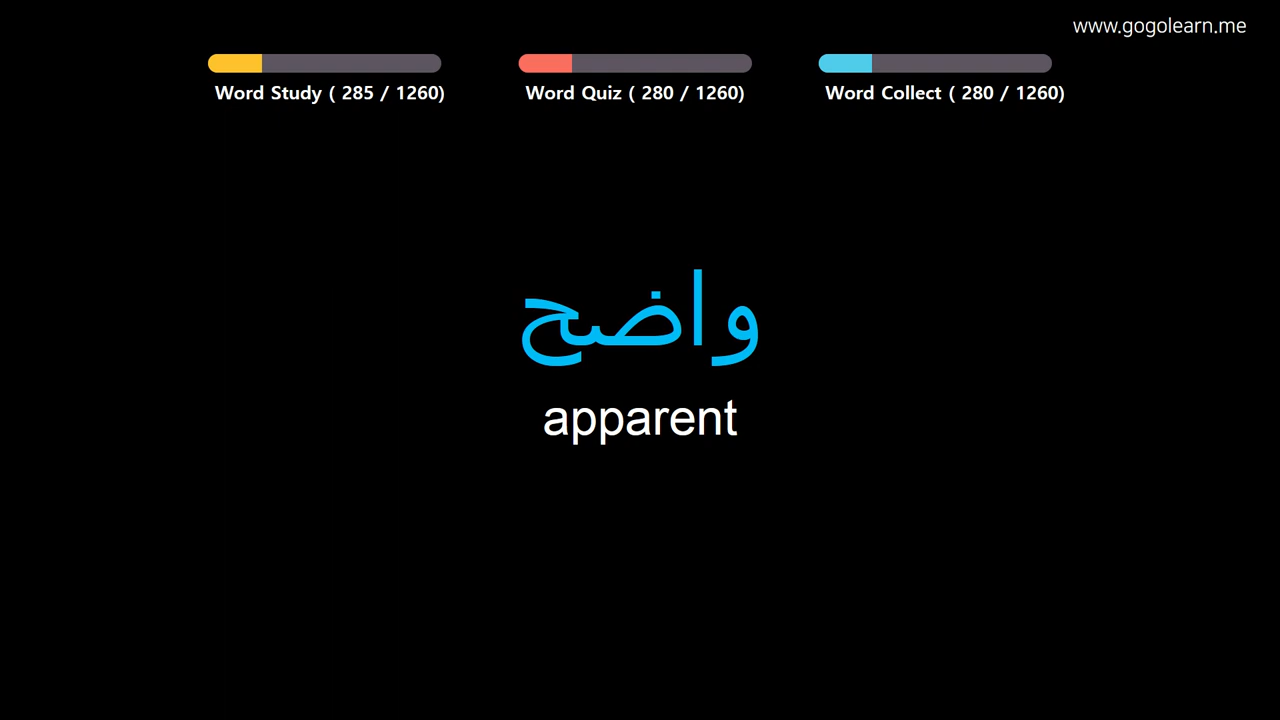 www.gogolearn.me
Word Study ( 285 / 1260)
Word Quiz ( 280 / 1260)
Word Collect ( 280 / 1260)
واضح
apparent